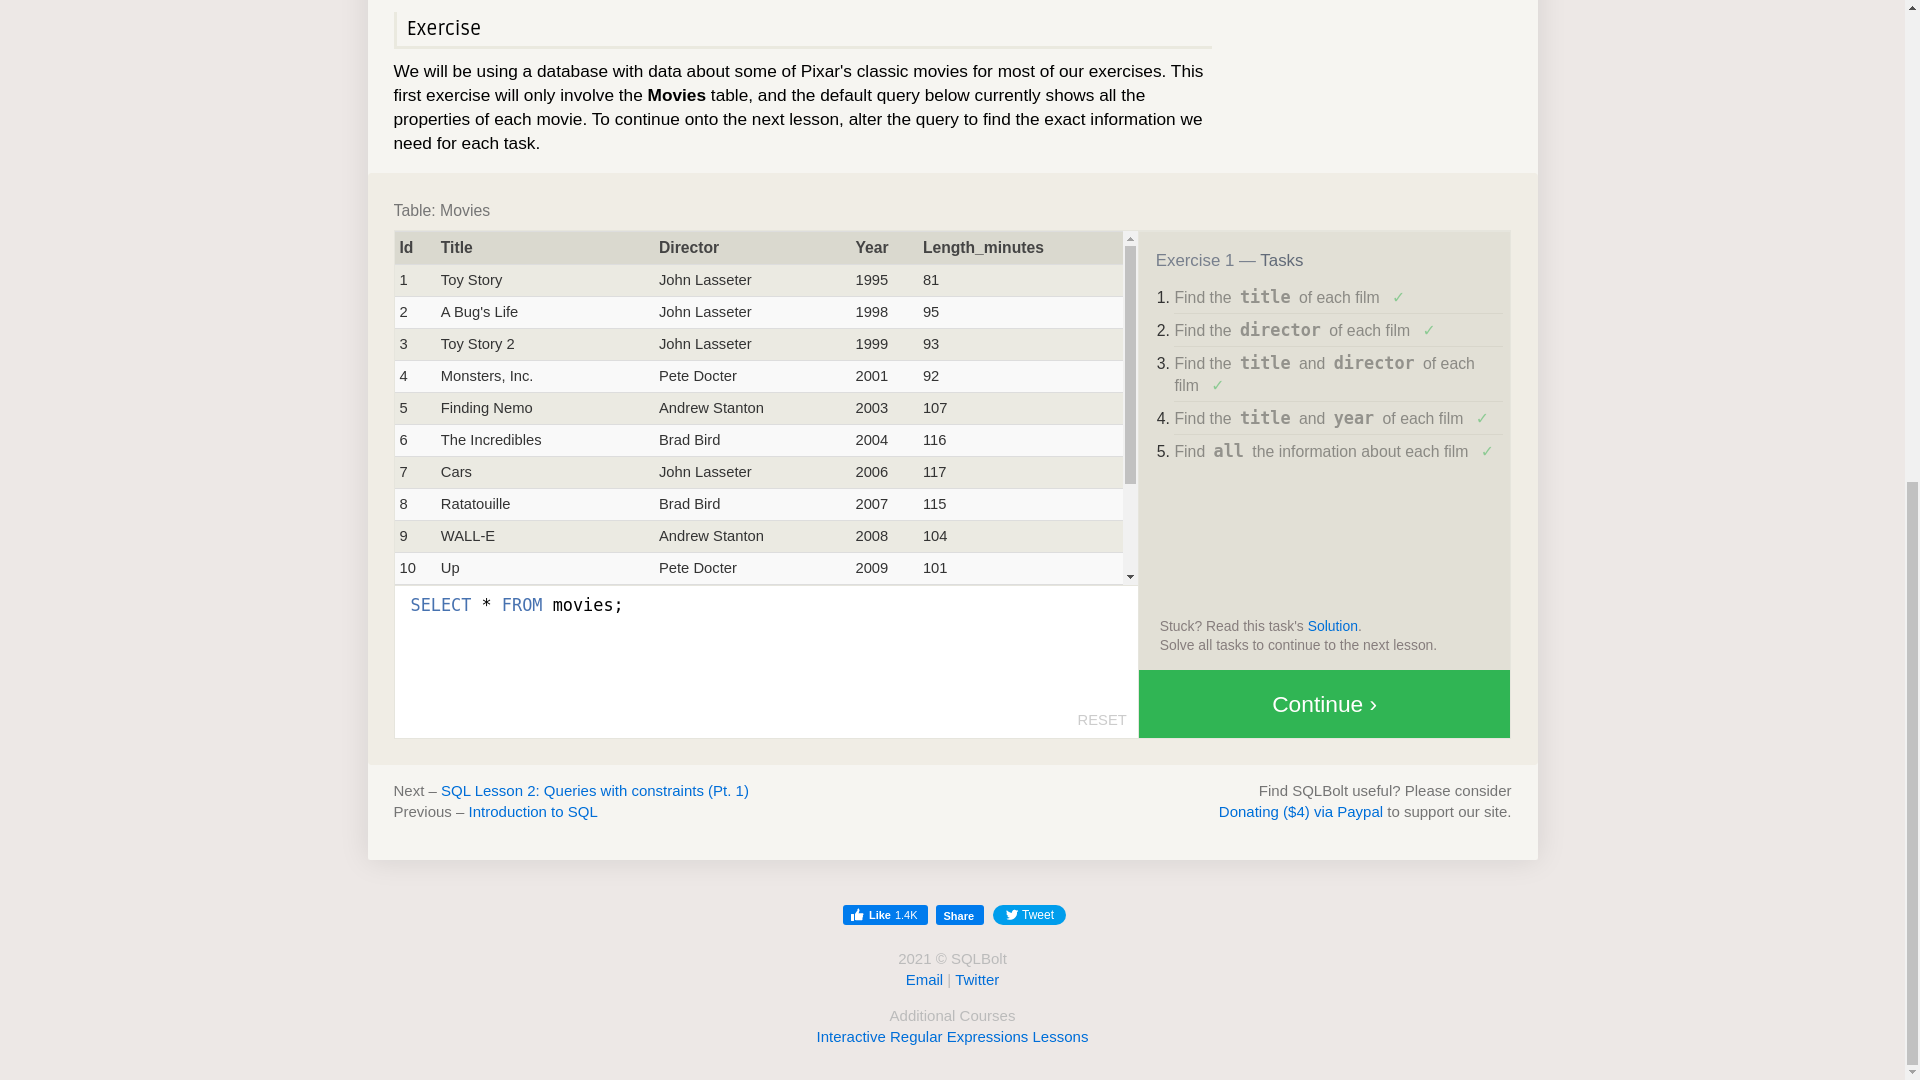 Exercise
We will be using a database with data about some of Pixar's classic movies for most of our exercises. This
first exercise will only involve the Movies table, and the default query below currently shows all the
properties of each movie. To continue onto the next lesson, alter the query to find the exact information we
need for each task.
Table: Movies
Id Title Director Year Length_minutes
1 Toy Story John Lasseter 1995 81
2 A Bug's Life John Lasseter 1998 95
3 Toy Story 2 John Lasseter 1999 93
4 Monsters, Inc. Pete Docter 2001 92
5 Finding Nemo Andrew Stanton 2003 107
6 The Incredibles Brad Bird 2004 116
7 Cars John Lasseter 2006 117
8 Ratatouille Brad Bird 2007 115
9 WALL-E Andrew Stanton 2008 104
10 Up Pete Docter 2009 101
SELECT * FROM movies;
RESET
Exercise 1 — Tasks
1. Find the title of each film ✓
2. Find the director of each film ✓
3. Find the title and director of each
film ✓
4. Find the title and year of each film ✓
5. Find all the information about each film ✓
Stuck? Read this task's Solution.
Solve all tasks to continue to the next lesson.
Continue ›
Next – SQL Lesson 2: Queries with constraints (Pt. 1)
Previous – Introduction to SQL
Find SQLBolt useful? Please consider
Donating ($4) via Paypal to support our site.
Like 1.4K Share Tweet
2021 © SQLBolt
Email | Twitter
Additional Courses
Interactive Regular Expressions Lessons